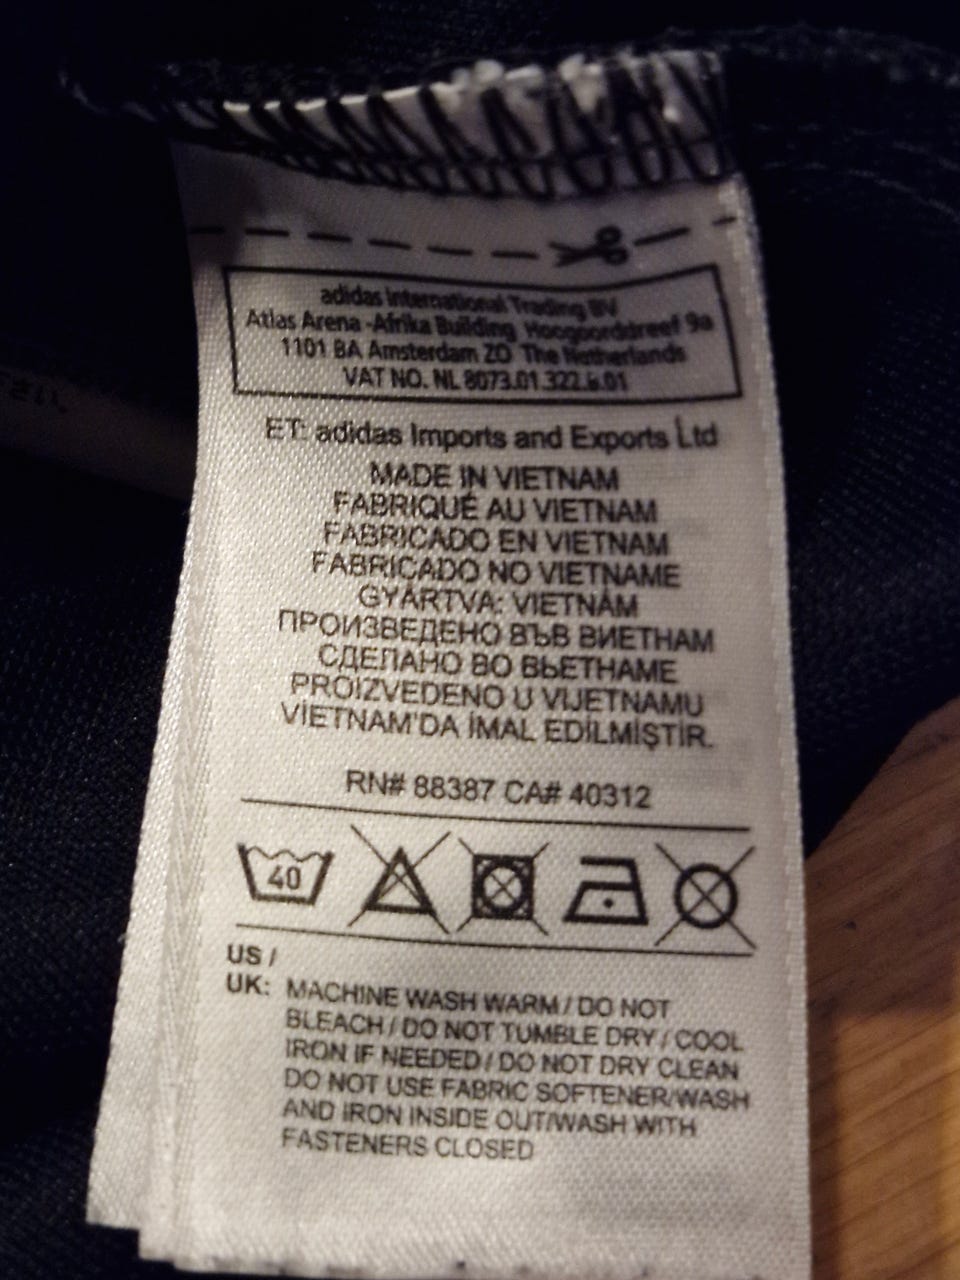 adidas International Trading BV
Atlas Arena -Afrika Building Hoogoorddreef 9a
1101 BA Amsterdam ZO The Netherlands
VAT NO. NL 8073.01.322.B.01
ET: adidas Imports and Exports Ltd
MADE IN VIETNAM
FABRIQUÉ AU VIETNAM
FABRICADO EN VIETNAM
FABRICADO NO VIETNAME
GYÁRTVA: VIETNÁM
ПРОИЗВЕДЕНО ВЪВ ВИЕТНАМ
СДЕЛАНО ВО ВЬЕТНАМЕ
PROIZVEDENO U VIJETNAMU
VİETNAM'DA İMAL EDİLMİŞTİR.
RN# 88387 CA# 40312
40
US /
UK: MACHINE WASH WARM / DO NOT
BLEACH / DO NOT TUMBLE DRY / COOL
IRON IF NEEDED / DO NOT DRY CLEAN
DO NOT USE FABRIC SOFTENER/WASH
AND IRON INSIDE OUT/WASH WITH
FASTENERS CLOSED